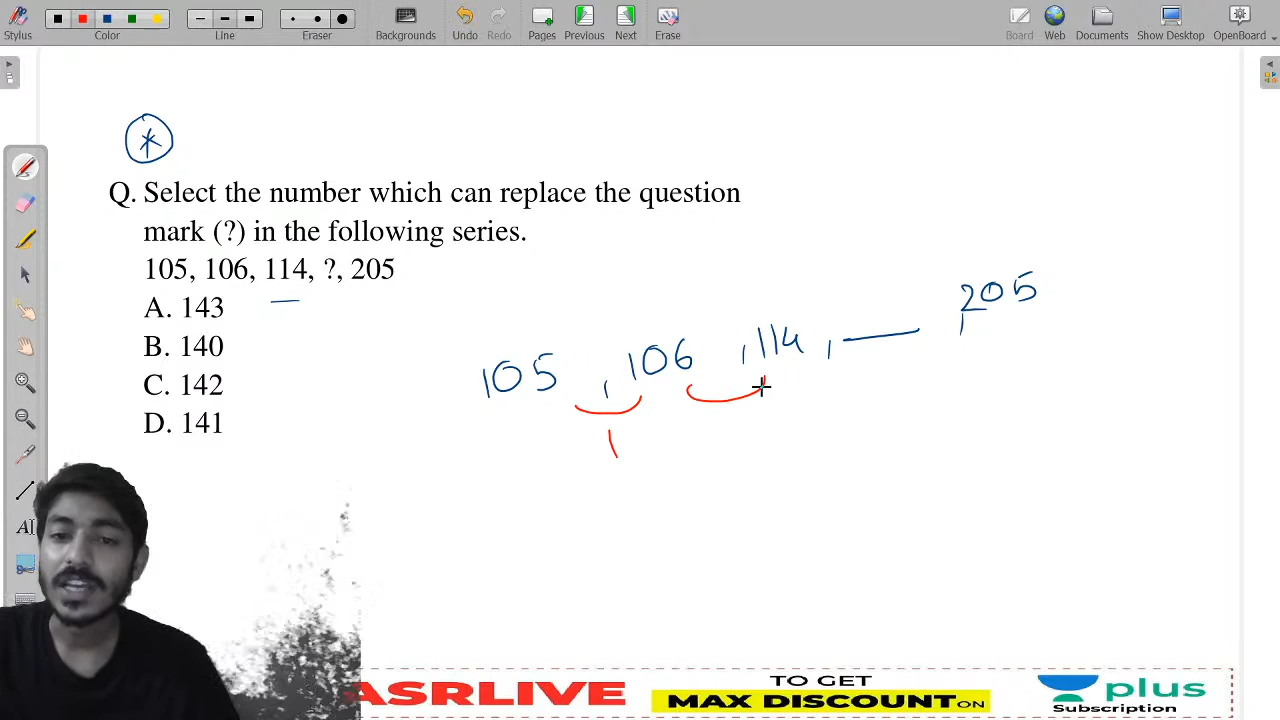 Stylus Color Line Eraser Backgrounds Undo Redo Pages Previous Next Erase Board Web Documents Show Desktop OpenBoard
*
Q. Select the number which can replace the question
mark (?) in the following series.
105, 106, 114, ?, 205
A. 143
B. 140
C. 142
D. 141
105 , 106 , 114 , — , 205
1
AI
ASRLIVE
TO GET
MAX DISCOUNT ON
plus
Subscription